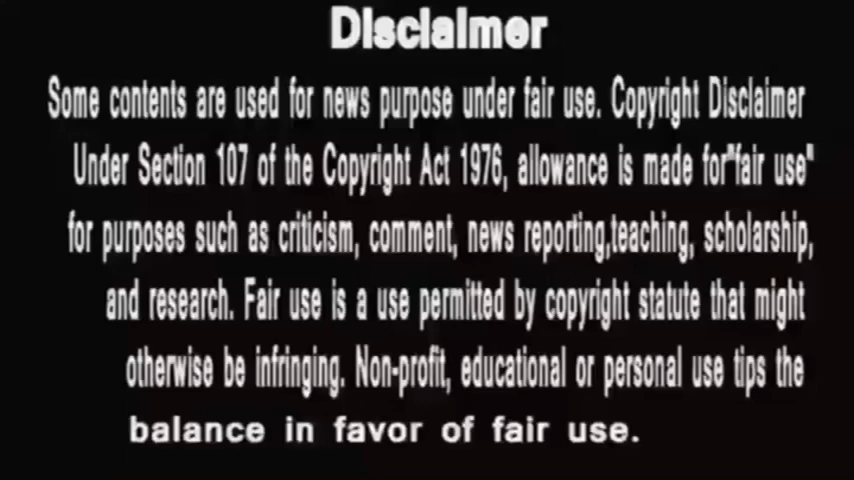 Disclaimer
Some contents are used for news purpose under fair use. Copyright Disclaimer
Under Section 107 of the Copyright Act 1976, allowance is made for"fair use"
for purposes such as criticism, comment, news reporting,teaching, scholarship,
and research. Fair use is a use permitted by copyright statute that might
otherwise be infringing. Non-profit, educational or personal use tips the
balance in favor of fair use.